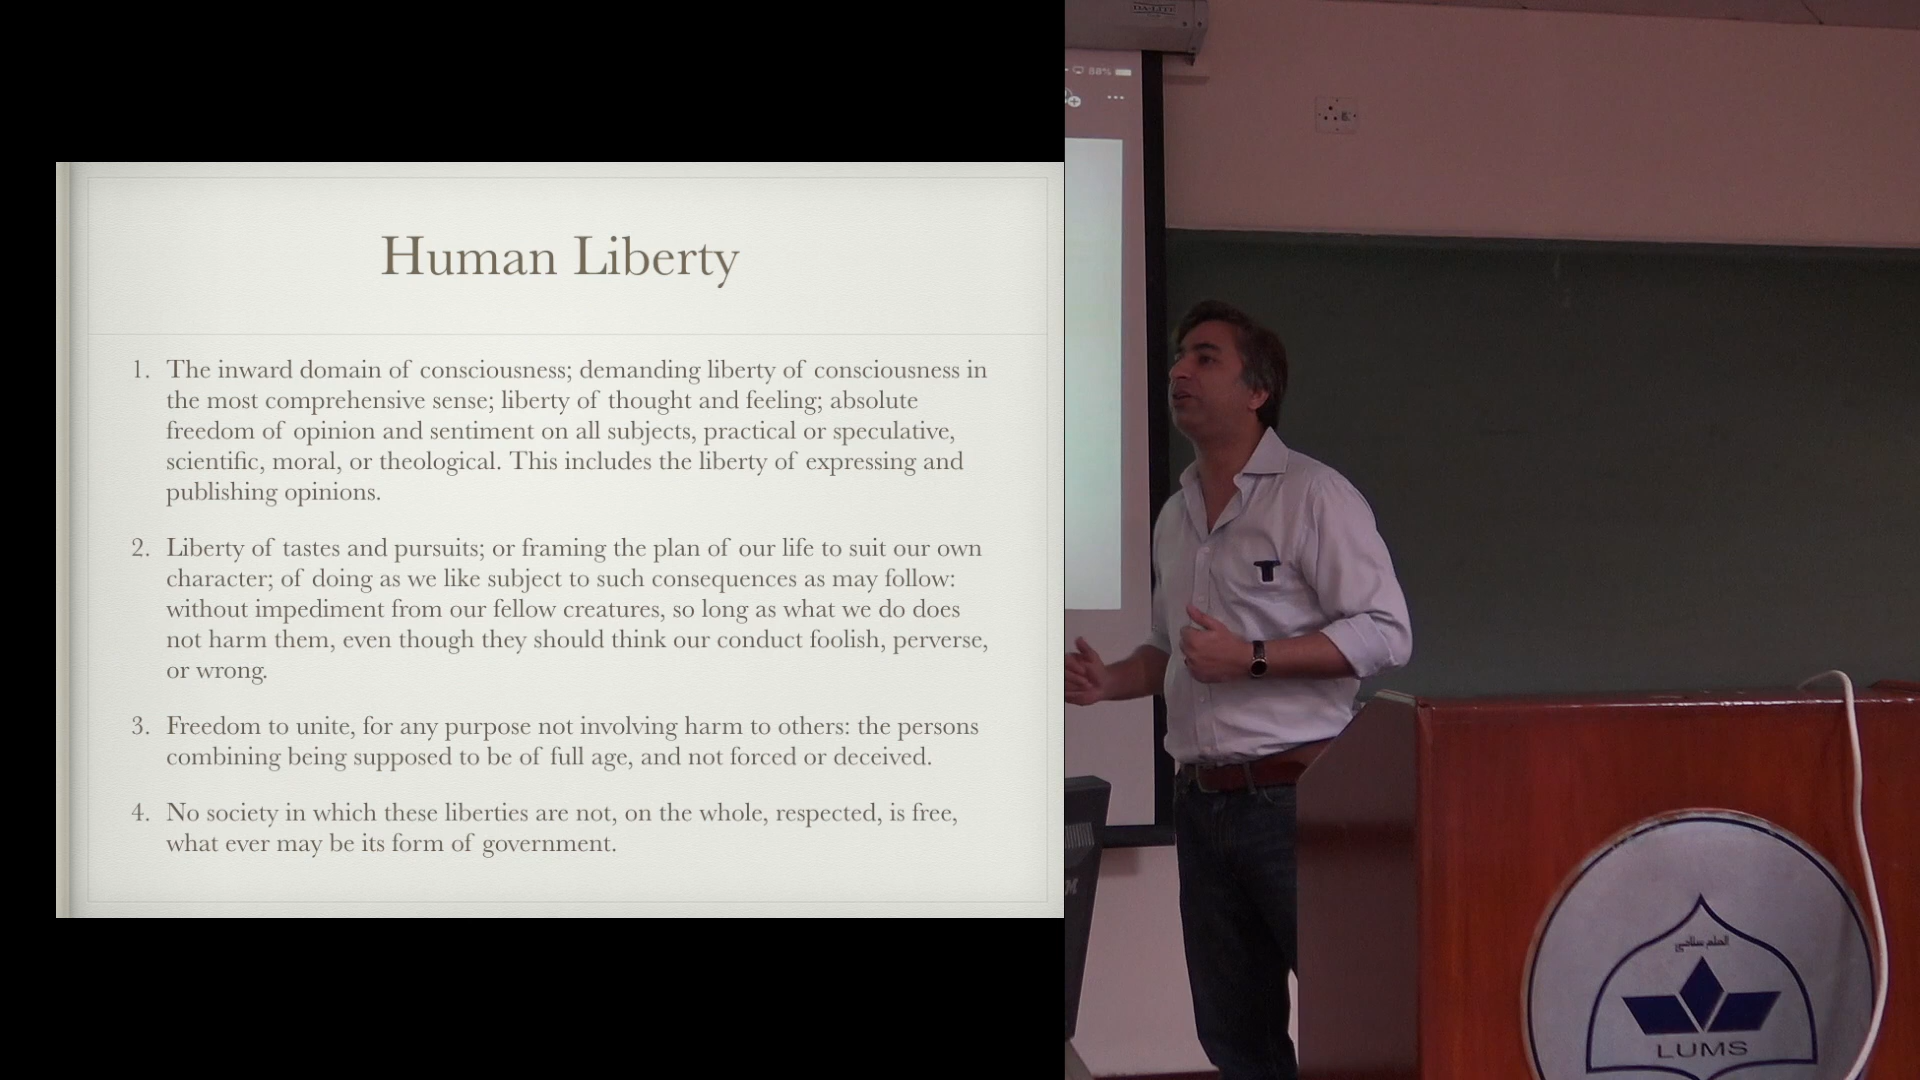 Human Liberty
1. The inward domain of consciousness; demanding liberty of consciousness in
the most comprehensive sense; liberty of thought and feeling; absolute
freedom of opinion and sentiment on all subjects, practical or speculative,
scientific, moral, or theological. This includes the liberty of expressing and
publishing opinions.
2. Liberty of tastes and pursuits; or framing the plan of our life to suit our own
character; of doing as we like subject to such consequences as may follow:
without impediment from our fellow creatures, so long as what we do does
not harm them, even though they should think our conduct foolish, perverse,
or wrong.
3. Freedom to unite, for any purpose not involving harm to others: the persons
combining being supposed to be of full age, and not forced or deceived.
4. No society in which these liberties are not, on the whole, respected, is free,
what ever may be its form of government.
DA-LITE
88%
LUMS